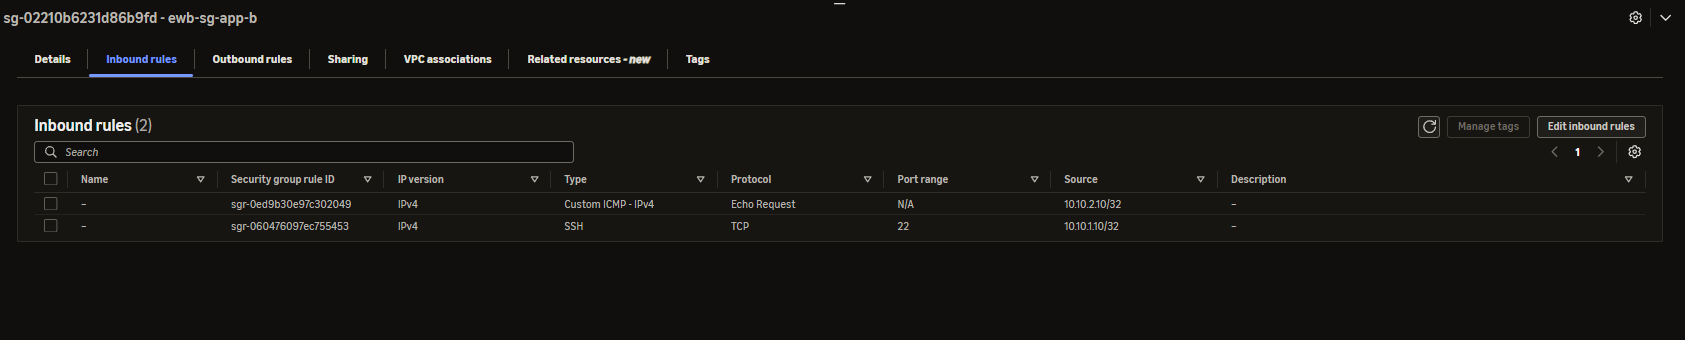 sg-02210b6231d86b9fd - ewb-sg-app-b
Details Inbound rules Outbound rules Sharing VPC associations Related resources - new Tags
Inbound rules (2)
Manage tags Edit inbound rules
Search
1
Name Security group rule ID IP version Type Protocol Port range Source Description
– sgr-0ed9b30e97c302049 IPv4 Custom ICMP - IPv4 Echo Request N/A 10.10.2.10/32 –
– sgr-060476097ec755453 IPv4 SSH TCP 22 10.10.1.10/32 –